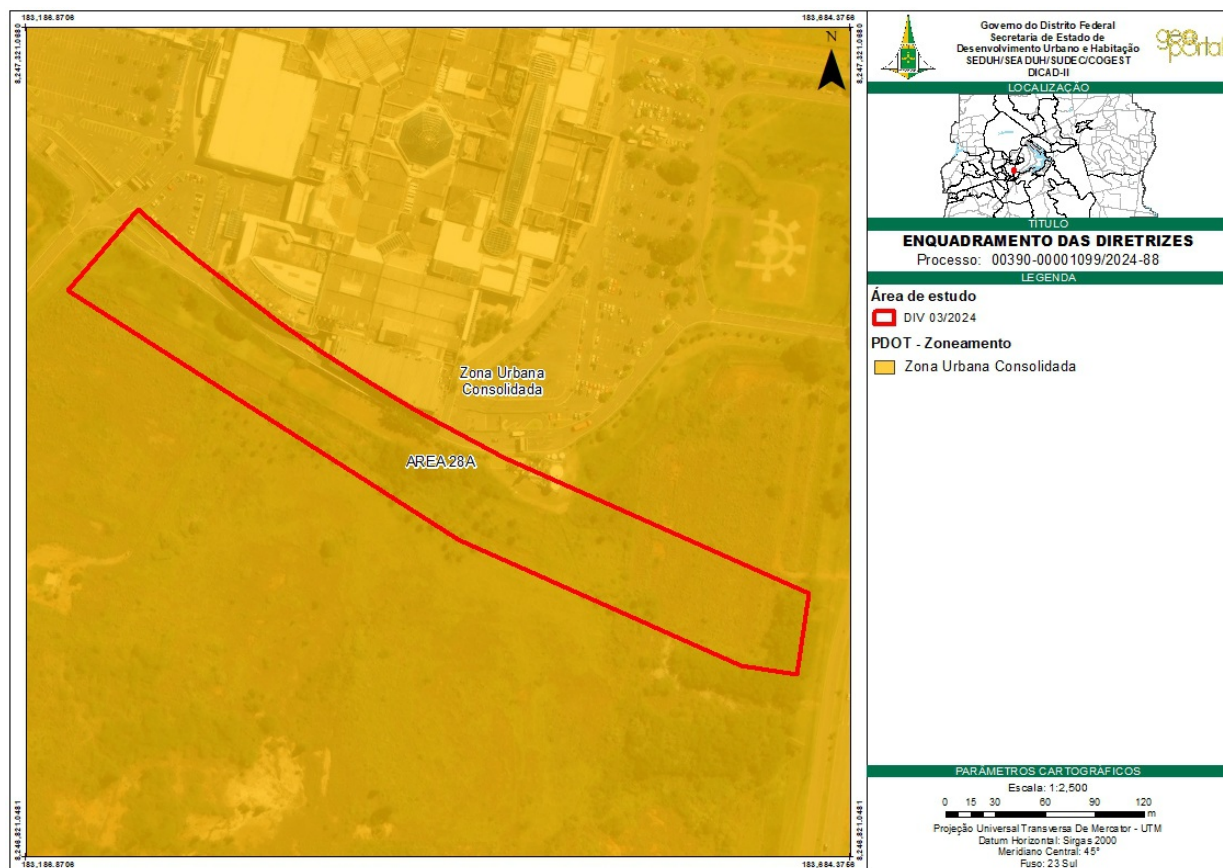 183,186.8706
183,684.3756
8,247,321.0680
8,247,321.0680
N
Zona Urbana
Consolidada
AREA 28A
8,246,821.0481
8,246,821.0481
183,186.8706
183,684.3756
Governo do Distrito Federal
Secretaria de Estado de
Desenvolvimento Urbano e Habitação
SEDUH/SEADUH/SUDEC/COGEST
DICAD-II
geo
portal
LOCALIZAÇÃO
TÍTULO
ENQUADRAMENTO DAS DIRETRIZES
Processo: 00390-00001099/2024-88
LEGENDA
Área de estudo
DIV 03/2024
PDOT - Zoneamento
Zona Urbana Consolidada
PARÂMETROS CARTOGRÁFICOS
Escala: 1:2,500
0 15 30 60 90 120
m
Projeção Universal Transversa De Mercator - UTM
Datum Horizontal: Sirgas 2000
Meridiano Central: 45°
Fuso: 23 Sul